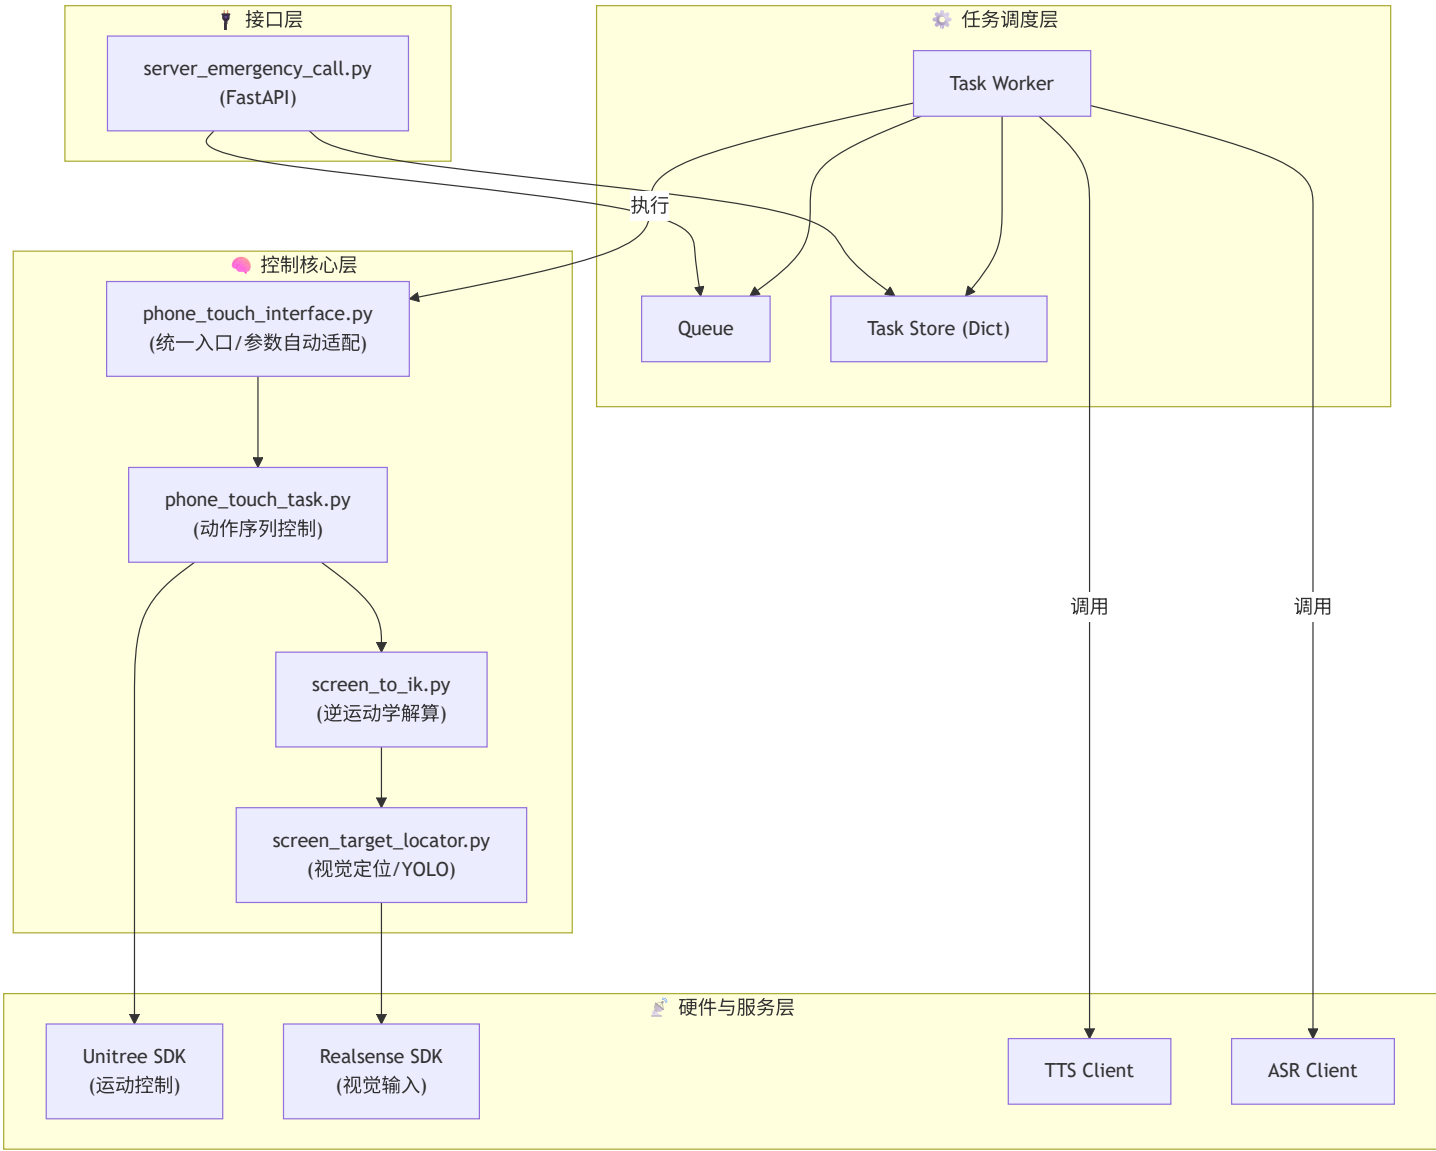 🔌 接口层
server_emergency_call.py
(FastAPI)
⚙️ 任务调度层
Task Worker
执行
Queue
Task Store (Dict)
🧠 控制核心层
phone_touch_interface.py
(统一入口/参数自动适配)
phone_touch_task.py
(动作序列控制)
screen_to_ik.py
(逆运动学解算)
screen_target_locator.py
(视觉定位/YOLO)
调用
调用
📡 硬件与服务层
Unitree SDK
(运动控制)
Realsense SDK
(视觉输入)
TTS Client
ASR Client